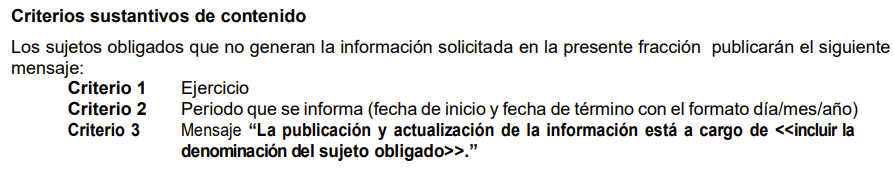 Criterios sustantivos de contenido
Los sujetos obligados que no generan la información solicitada en la presente fracción publicarán el siguiente
mensaje:
Criterio 1 Ejercicio
Criterio 2 Periodo que se informa (fecha de inicio y fecha de término con el formato día/mes/año)
Criterio 3 Mensaje “La publicación y actualización de la información está a cargo de <<incluir la
denominación del sujeto obligado>>.”